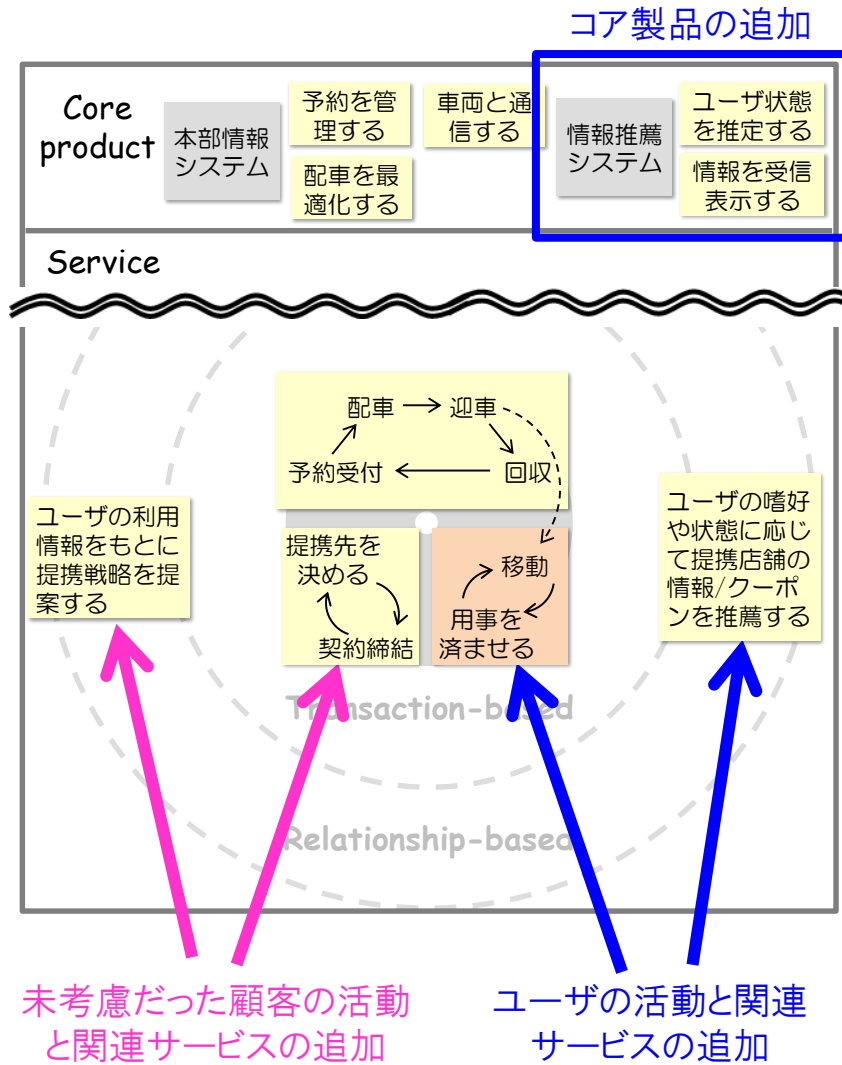 コア製品の追加
Core
product
本部情報
システム
予約を管
理する
配車を最
適化する
車両と通
信する
情報推薦
システム
ユーザ状態
を推定する
情報を受信
表示する
Service
配車
迎車
予約受付
回収
ユーザの利用
情報をもとに
提携戦略を提
案する
提携先を
決める
契約締結
移動
用事を
済ませる
ユーザの嗜好
や状態に応じ
て提携店舗の
情報/クーポ
ンを推薦する
Transaction-based
Relationship-based
未考慮だった顧客の活動
と関連サービスの追加
ユーザの活動と関連
サービスの追加